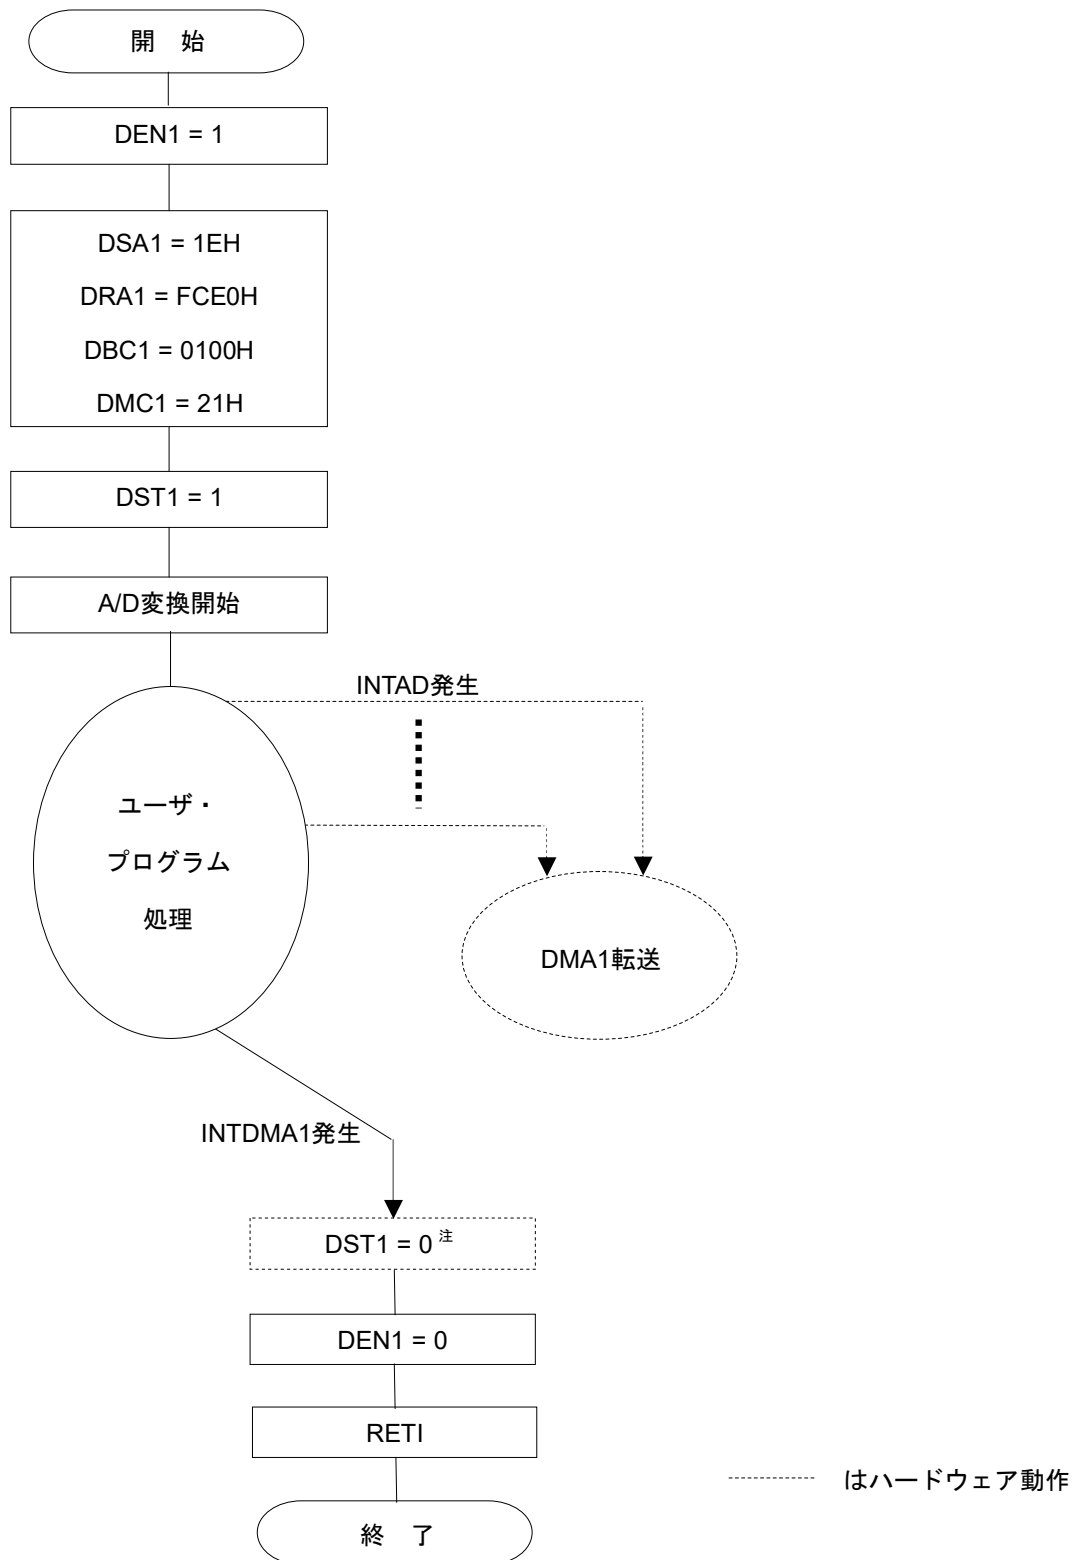 開 始
DEN1 = 1
DSA1 = 1EH
DRA1 = FCE0H
DBC1 = 0100H
DMC1 = 21H
DST1 = 1
A/D変換開始
INTAD発生
ユーザ・
プログラム
処理
DMA1転送
INTDMA1発生
DST1 = 0 注
DEN1 = 0
RETI
はハードウェア動作
終 了